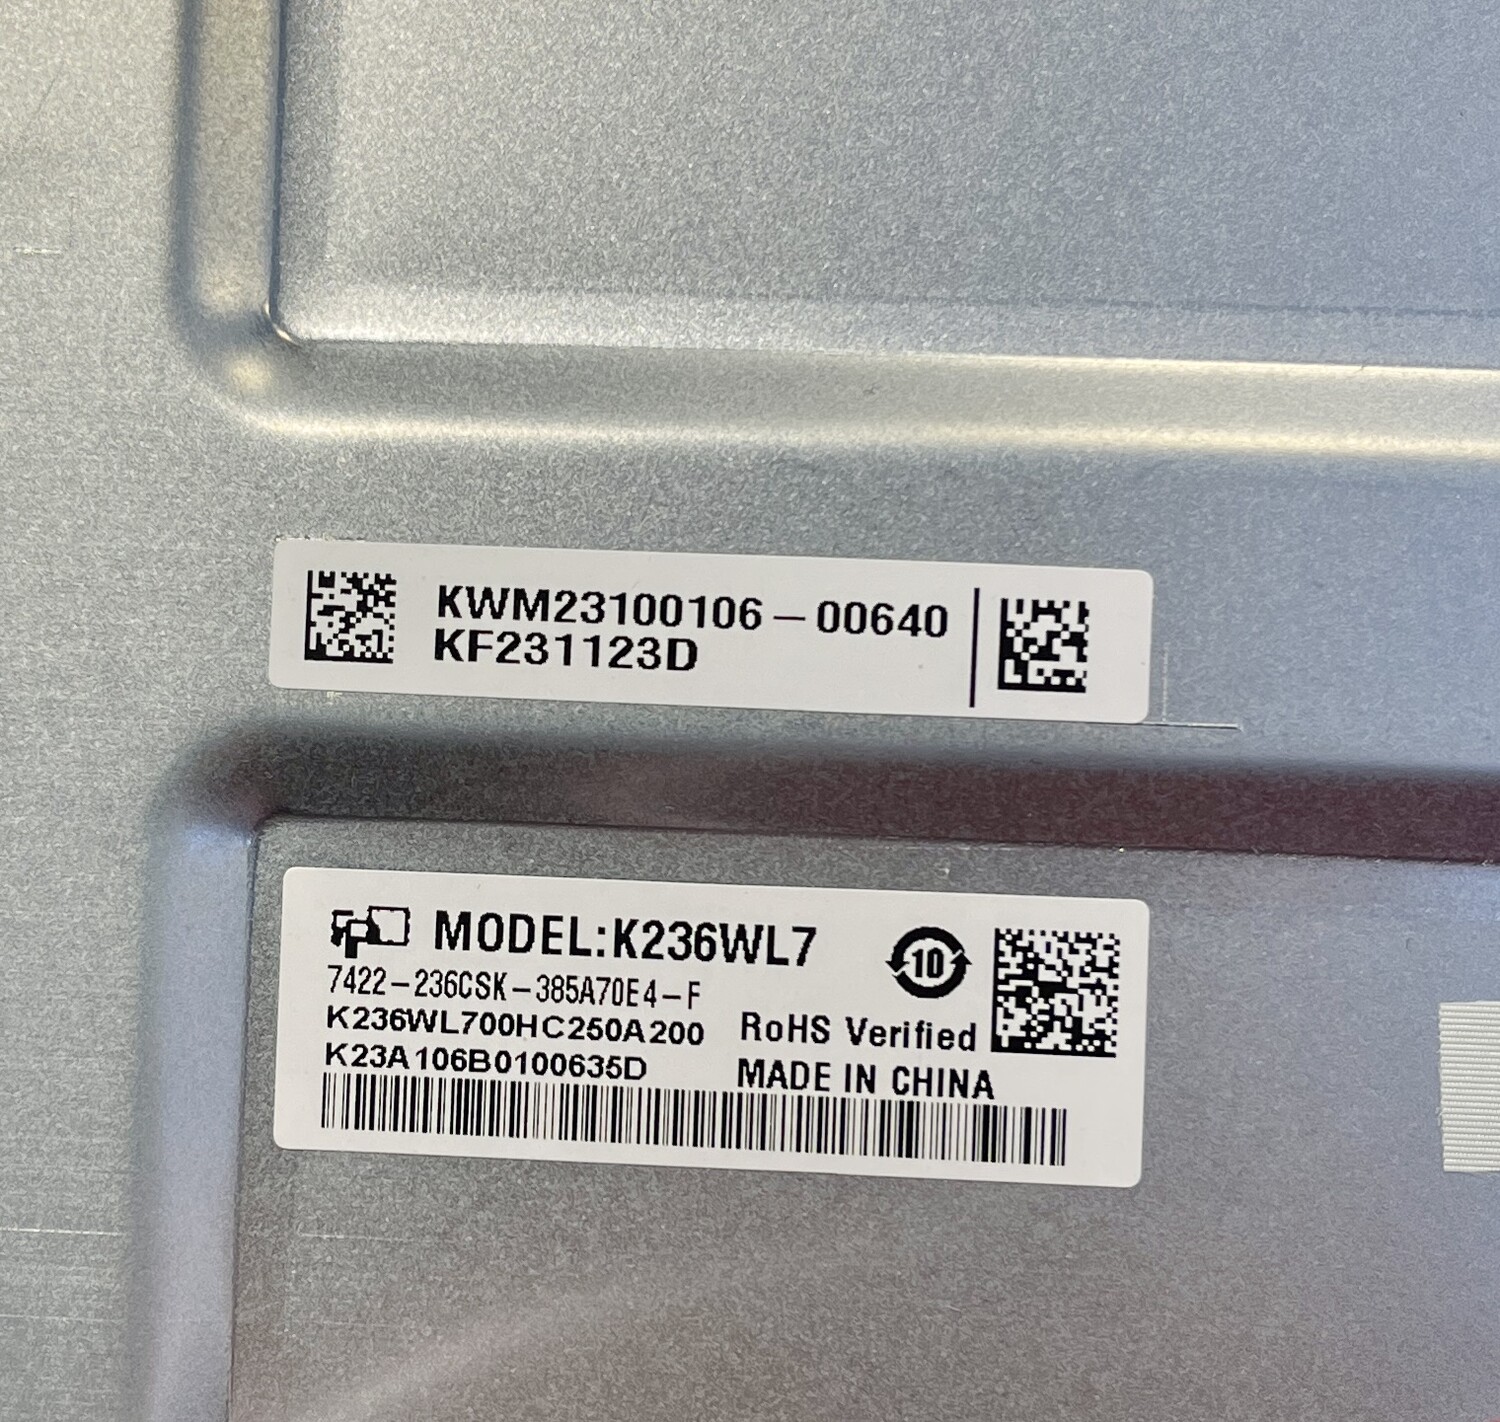 KWM23100106-00640
KF231123D
MODEL:K236WL7
10
7422-236CSK-385A70E4-F
K236WL700HC250A200
RoHS Verified
K23A106B0100635D
MADE IN CHINA